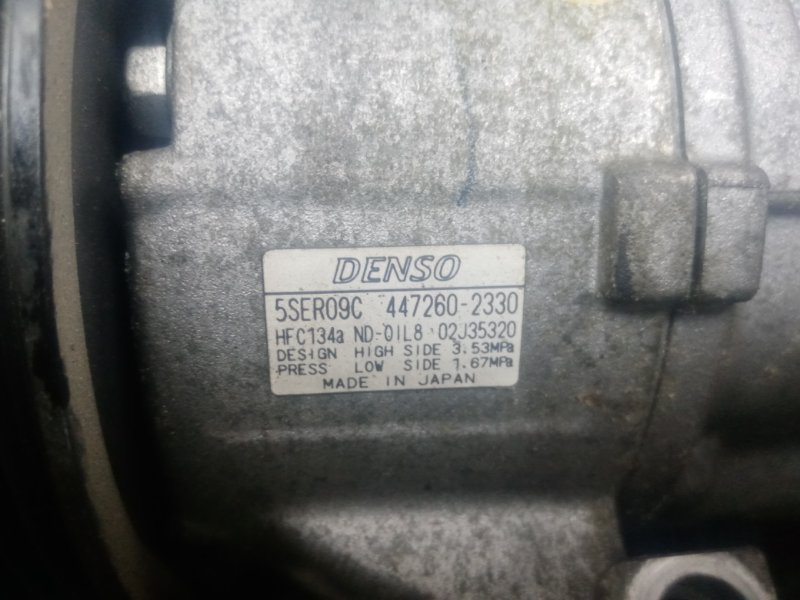 DENSO
5SER09C 447260-2330
HFC134a ND-OIL8 02J35320
DESIGN HIGH SIDE 3.53MPa
PRESS LOW SIDE 1.67MPa
MADE IN JAPAN